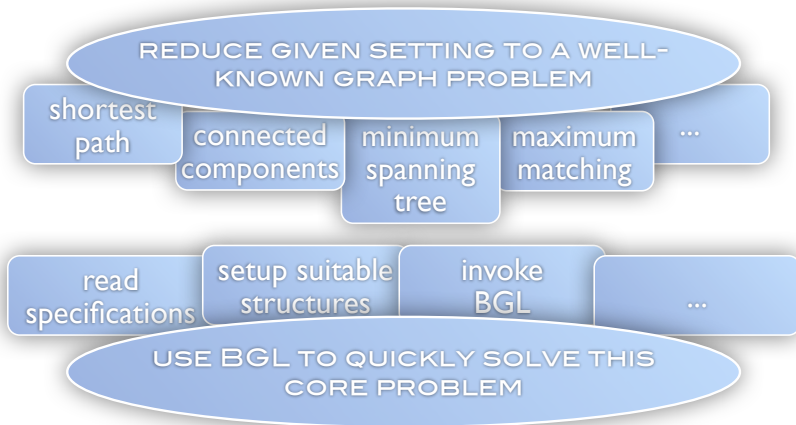 REDUCE GIVEN SETTING TO A WELL-
KNOWN GRAPH PROBLEM
shortest
path
connected
components
minimum
spanning
tree
maximum
matching
...
read
specifications
setup suitable
structures
invoke
BGL
...
USE BGL TO QUICKLY SOLVE THIS
CORE PROBLEM